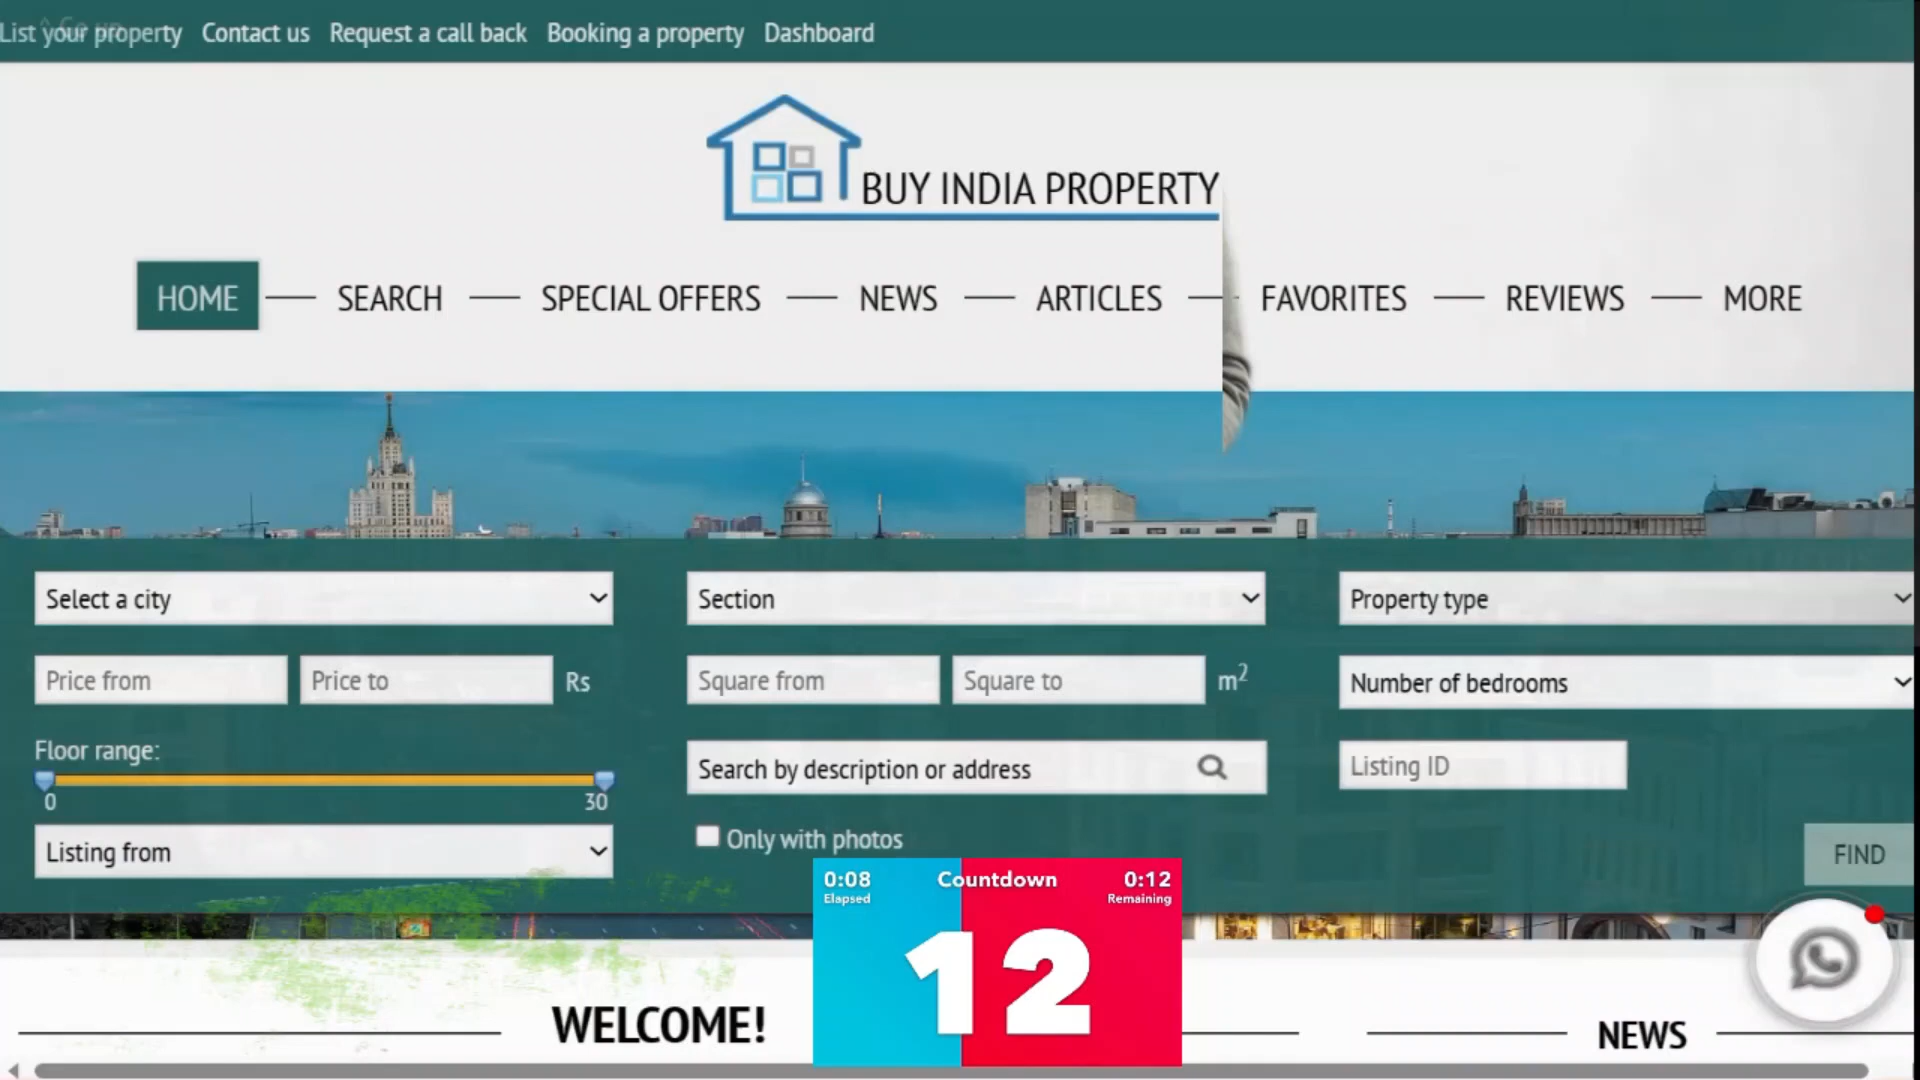 List your property Contact us Request a call back Booking a property Dashboard
BUY INDIA PROPERTY
HOME SEARCH SPECIAL OFFERS NEWS ARTICLES FAVORITES REVIEWS MORE
Select a city Section Property type
Price from Price to Rs Square from Square to m² Number of bedrooms
Floor range:
Search by description or address Listing ID
0 30
Listing from Only with photos FIND
0:08 Countdown 0:12
Elapsed Remaining
12
WELCOME! NEWS